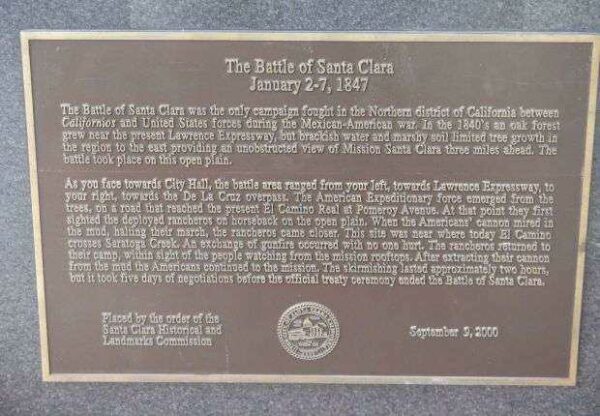 The Battle of Santa Clara
January 2-7, 1847
The Battle of Santa Clara was the only campaign fought in the Northern district of California between
Californios and United States forces during the Mexican-American war. In the 1840's an oak forest
grew near the present Lawrence Expressway, but brackish water and marshy soil limited tree growth in
the region to the east providing an unobstructed view of Mission Santa Clara three miles ahead. The
battle took place on this open plain.
As you face towards City Hall, the battle area ranged from your left, towards Lawrence Expressway, to
your right, towards the De La Cruz overpass. The American Expeditionary force emerged from the
trees, on a road that reached the present El Camino Real at Pomeroy Avenue. At that point they first
sighted the deployed rancheros on horseback on the open plain. When the Americans' cannon mired in
the mud, halting their march, the rancheros came closer. This site was near where today El Camino
crosses Saratoga Creek. An exchange of gunfire occurred with no one hurt. The rancheros returned to
their camp, within sight of the people watching from the mission rooftops. After extracting their cannon
from the mud the Americans continued to the mission. The skirmishing lasted approximately two hours,
but it took five days of negotiations before the official treaty ceremony ended the Battle of Santa Clara.
Placed by the order of the
Santa Clara Historical and
Landmarks Commission
September 3, 2000